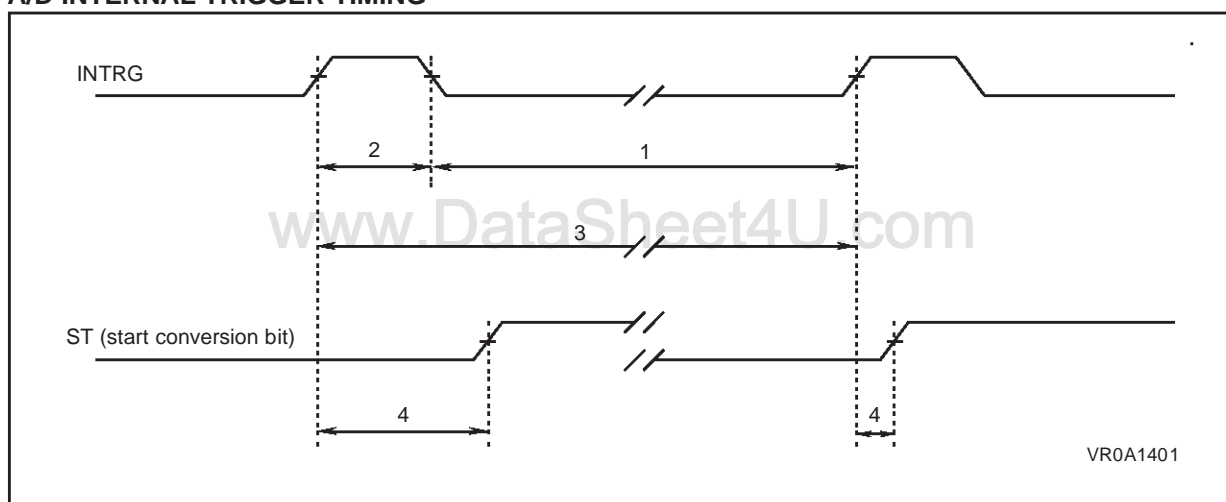 A/D INTERNAL TRIGGER TIMING
INTRG
2
1
www.DataSheet4U.com
3
ST (start conversion bit)
4
4
VR0A1401